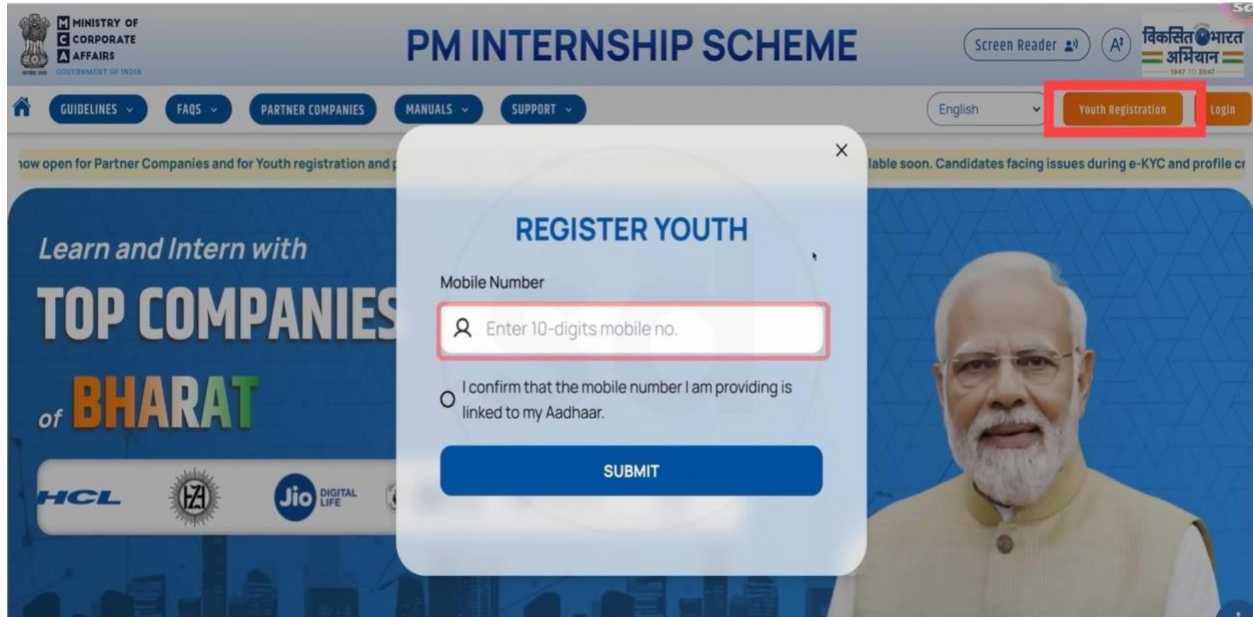 MINISTRY OF
CORPORATE
AFFAIRS
GOVERNMENT OF INDIA
PM INTERNSHIP SCHEME
Screen Reader
विकसित भारत
अभियान
1947 TO 2047
GUIDELINES
FAQS
PARTNER COMPANIES
MANUALS
SUPPORT
English
Youth Registration
Login
now open for Partner Companies and for Youth registration and
lable soon. Candidates facing issues during e-KYC and profile cr
REGISTER YOUTH
Mobile Number
Enter 10-digits mobile no.
I confirm that the mobile number I am providing is
linked to my Aadhaar.
SUBMIT
Learn and Intern with
TOP COMPANIES
of BHARAT
HCL
Jio DIGITAL
LIFE